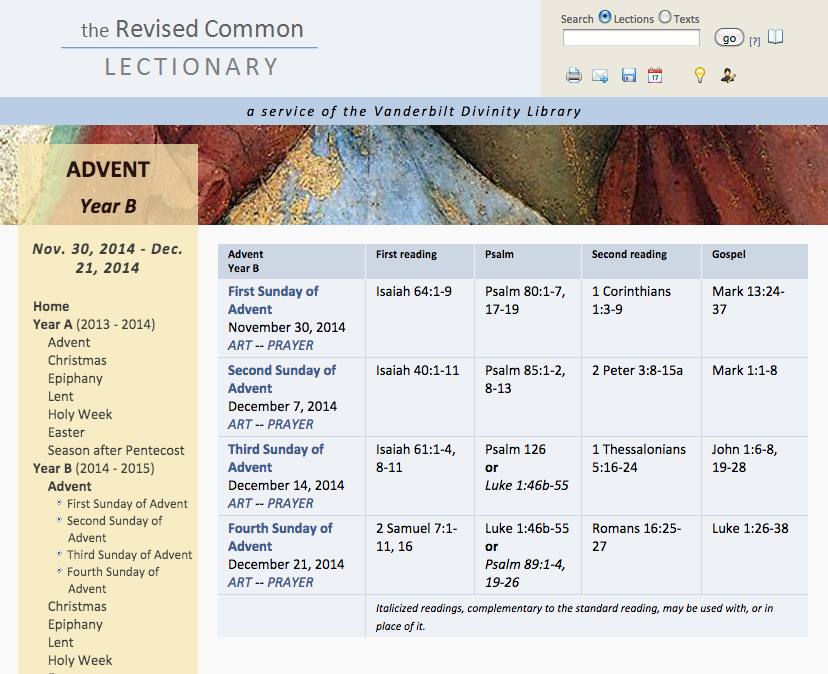 the Revised Common
LECTIONARY
Search Lections Texts
go [?]
17
a service of the Vanderbilt Divinity Library
ADVENT
Year B
Nov. 30, 2014 - Dec.
21, 2014
Home
Year A (2013 - 2014)
Advent
Christmas
Epiphany
Lent
Holy Week
Easter
Season after Pentecost
Year B (2014 - 2015)
Advent
First Sunday of Advent
Second Sunday of
Advent
Third Sunday of Advent
Fourth Sunday of
Advent
Christmas
Epiphany
Lent
Holy Week
Advent First reading Psalm Second reading Gospel
Year B
First Sunday of Isaiah 64:1-9 Psalm 80:1-7, 1 Corinthians Mark 13:24-
Advent 17-19 1:3-9 37
November 30, 2014
ART -- PRAYER
Second Sunday of Isaiah 40:1-11 Psalm 85:1-2, 2 Peter 3:8-15a Mark 1:1-8
Advent 8-13
December 7, 2014
ART -- PRAYER
Third Sunday of Isaiah 61:1-4, Psalm 126 1 Thessalonians John 1:6-8,
Advent 8-11 or 5:16-24 19-28
December 14, 2014 Luke 1:46b-55
ART -- PRAYER
Fourth Sunday of 2 Samuel 7:1- Luke 1:46b-55 Romans 16:25- Luke 1:26-38
Advent 11, 16 or 27
December 21, 2014 Psalm 89:1-4,
ART -- PRAYER 19-26
Italicized readings, complementary to the standard reading, may be used with, or in
place of it.